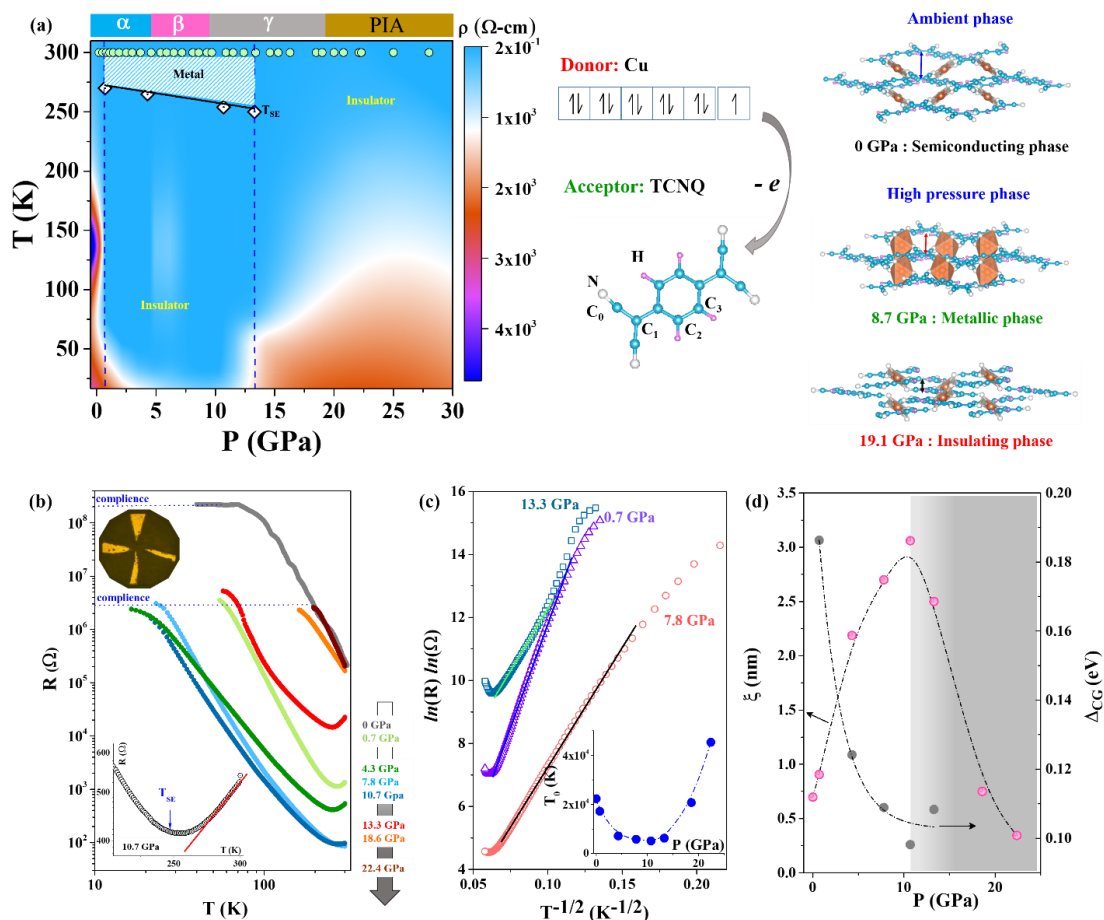 (a)
α β γ PIA
ρ (Ω-cm)
300
250
200
150
100
50
T (K)
0 5 10 15 20 25 30
P (GPa)
Metal
Insulator
T_SE
Insulator
2x10⁻¹
1x10³
2x10³
3x10³
4x10³
Donor: Cu
- e
Acceptor: TCNQ
H
N
C₀
C₁
C₂
C₃
Ambient phase
0 GPa : Semiconducting phase
High pressure phase
8.7 GPa : Metallic phase
19.1 GPa : Insulating phase
(b)
complience
complience
R (Ω)
10⁸
10⁷
10⁶
10⁵
10⁴
10³
10²
10 100
T (K)
R (Ω)
600
500
400
T_SE
10.7 GPa
250 300
T (K)
0 GPa
0.7 GPa
4.3 GPa
7.8 GPa
10.7 Gpa
13.3 GPa
18.6 GPa
22.4 GPa
(c)
ln(R) ln(Ω)
16
14
12
10
8
6
4
13.3 GPa
0.7 GPa
7.8 GPa
T₀ (K)
4x10⁴
2x10⁴
0
0 10 20
P (GPa)
0.05 0.10 0.15 0.20
T⁻¹/² (K⁻¹/²)
(d)
ξ (nm)
3.5
3.0
2.5
2.0
1.5
1.0
0.5
0.0
0 10 20
P (GPa)
0.20
0.18
0.16
0.14
0.12
0.10
Δ_CG (eV)